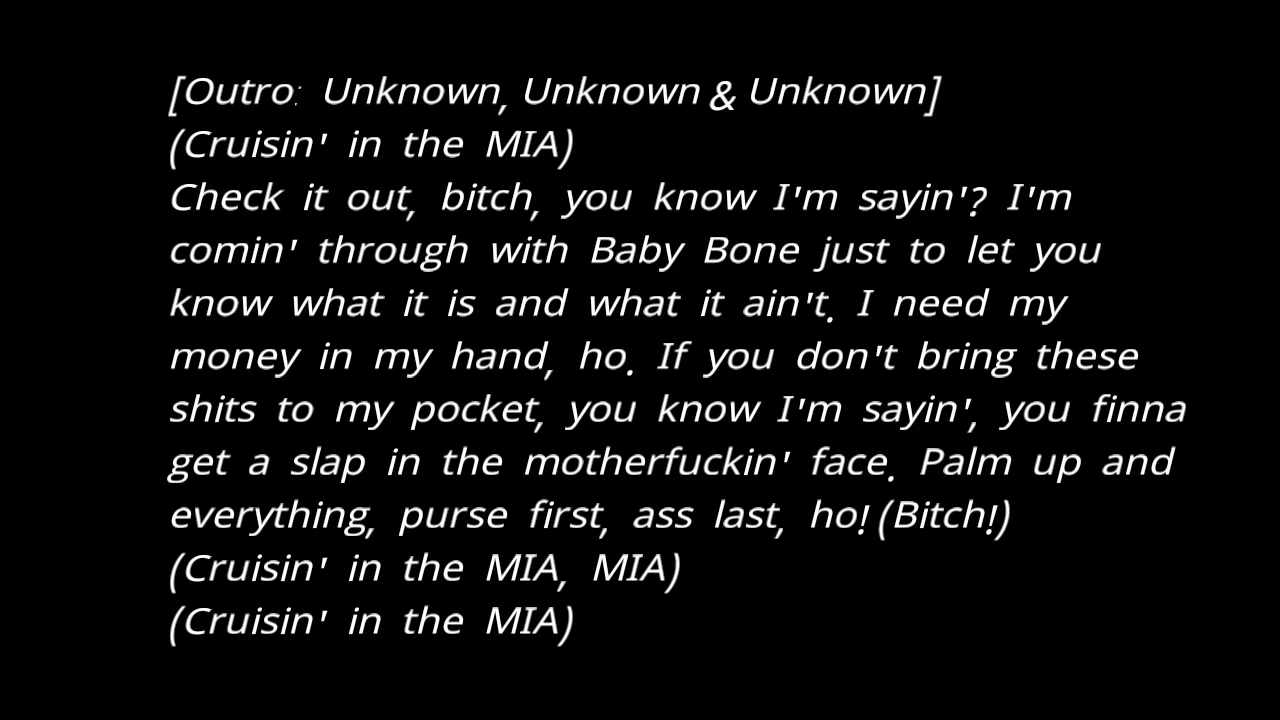 [Outro: Unknown, Unknown & Unknown]
(Cruisin' in the MIA)
Check it out, bitch, you know I'm sayin'? I'm
comin' through with Baby Bone just to let you
know what it is and what it ain't. I need my
money in my hand, ho. If you don't bring these
shits to my pocket, you know I'm sayin', you finna
get a slap in the motherfuckin' face. Palm up and
everything, purse first, ass last, ho! (Bitch!)
(Cruisin' in the MIA, MIA)
(Cruisin' in the MIA)